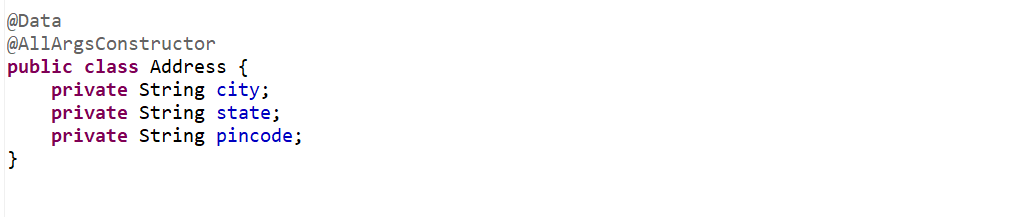 @Data
@AllArgsConstructor
public class Address {
    private String city;
    private String state;
    private String pincode;
}